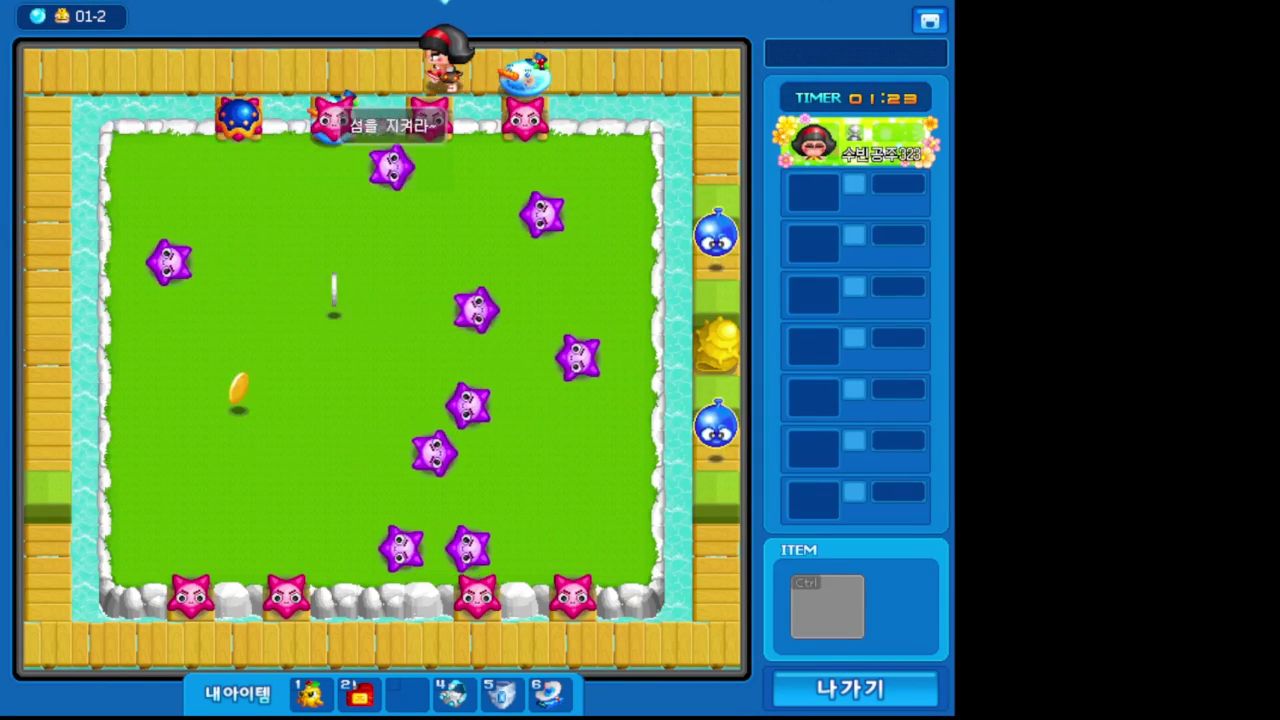 01-2
TIMER 01:23
섬을 지켜라~
수빈공주323
ITEM
Ctrl
내 아이템
1
2
4
5
6
나가기